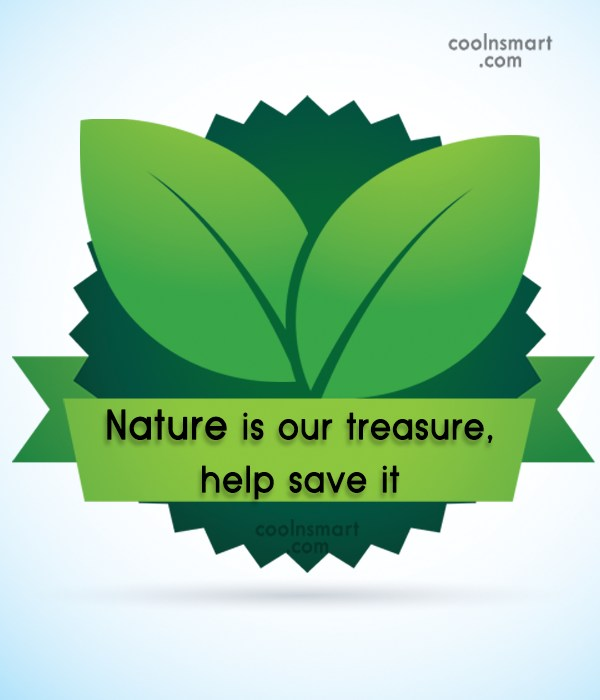 coolnsmart
.com
Nature is our treasure,
help save it
coolnsmart
.com